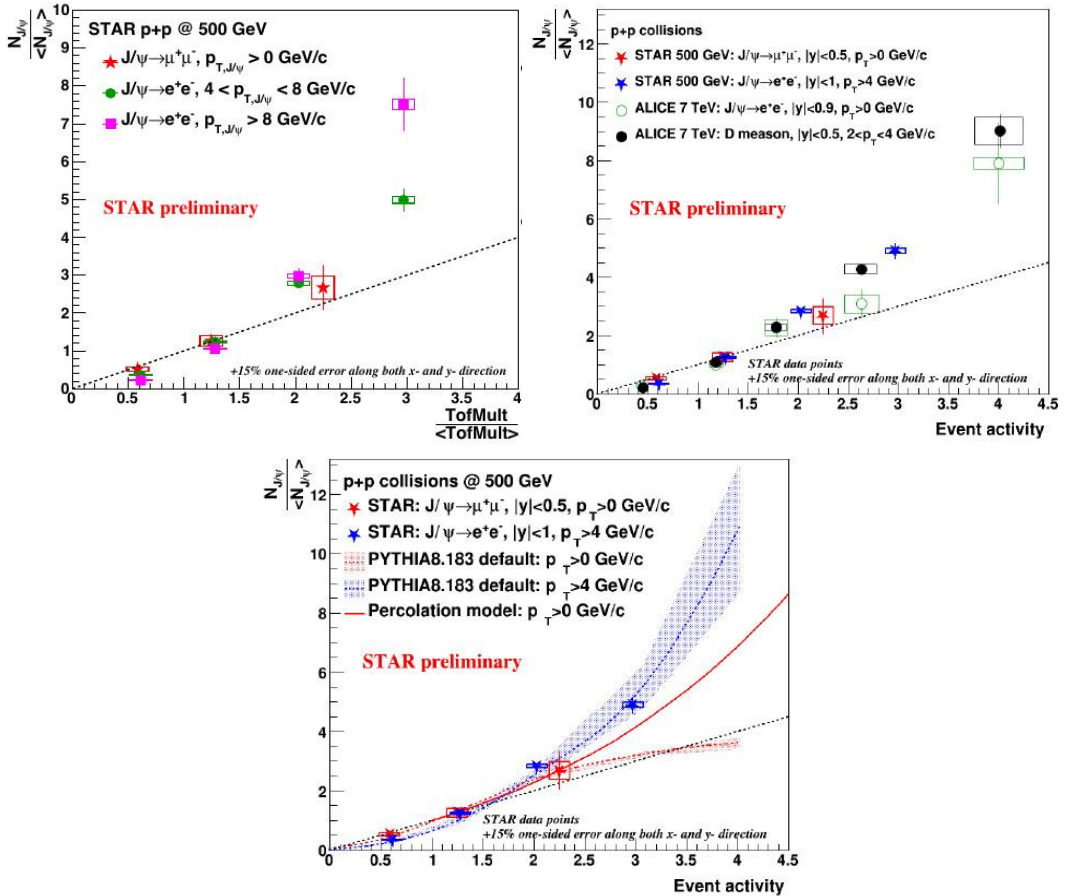 N_J/ψ
<N_J/ψ>
STAR p+p @ 500 GeV
J/ψ→μ⁺μ⁻, p_T,J/ψ > 0 GeV/c
J/ψ→e⁺e⁻, 4 < p_T,J/ψ < 8 GeV/c
J/ψ→e⁺e⁻, p_T,J/ψ > 8 GeV/c
STAR preliminary
+15% one-sided error along both x- and y- direction
10
9
8
7
6
5
4
3
2
1
0
0 0.5 1 1.5 2 2.5 3 3.5 4
TofMult
<TofMult>
N_J/ψ
<N_J/ψ>
p+p collisions
STAR 500 GeV: J/ψ→μ⁺μ⁻, |y|<0.5, p_T>0 GeV/c
STAR 500 GeV: J/ψ→e⁺e⁻, |y|<1, p_T>4 GeV/c
ALICE 7 TeV: J/ψ→e⁺e⁻, |y|<0.9, p_T>0 GeV/c
ALICE 7 TeV: D meason, |y|<0.5, 2<p_T<4 GeV/c
STAR preliminary
STAR data points
+15% one-sided error along both x- and y- direction
12
10
8
6
4
2
0
0 0.5 1 1.5 2 2.5 3 3.5 4 4.5
Event activity
N_J/ψ
<N_J/ψ>
p+p collisions @ 500 GeV
STAR: J/ψ→μ⁺μ⁻, |y|<0.5, p_T>0 GeV/c
STAR: J/ψ→e⁺e⁻, |y|<1, p_T>4 GeV/c
PYTHIA8.183 default: p_T>0 GeV/c
PYTHIA8.183 default: p_T>4 GeV/c
Percolation model: p_T>0 GeV/c
STAR preliminary
STAR data points
+15% one-sided error along both x- and y- direction
12
10
8
6
4
2
0
0 0.5 1 1.5 2 2.5 3 3.5 4 4.5
Event activity